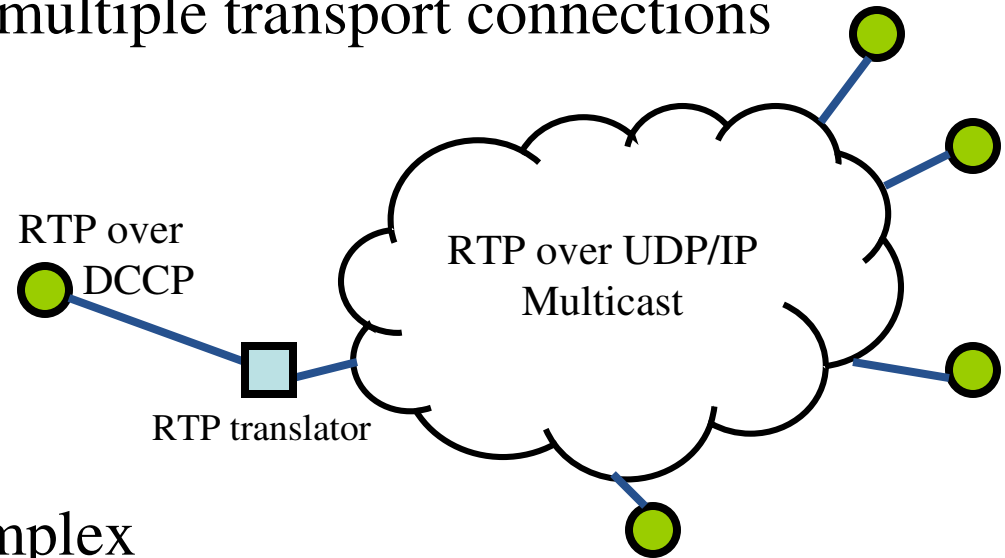 multiple transport connections
RTP over
DCCP
RTP over UDP/IP
Multicast
RTP translator